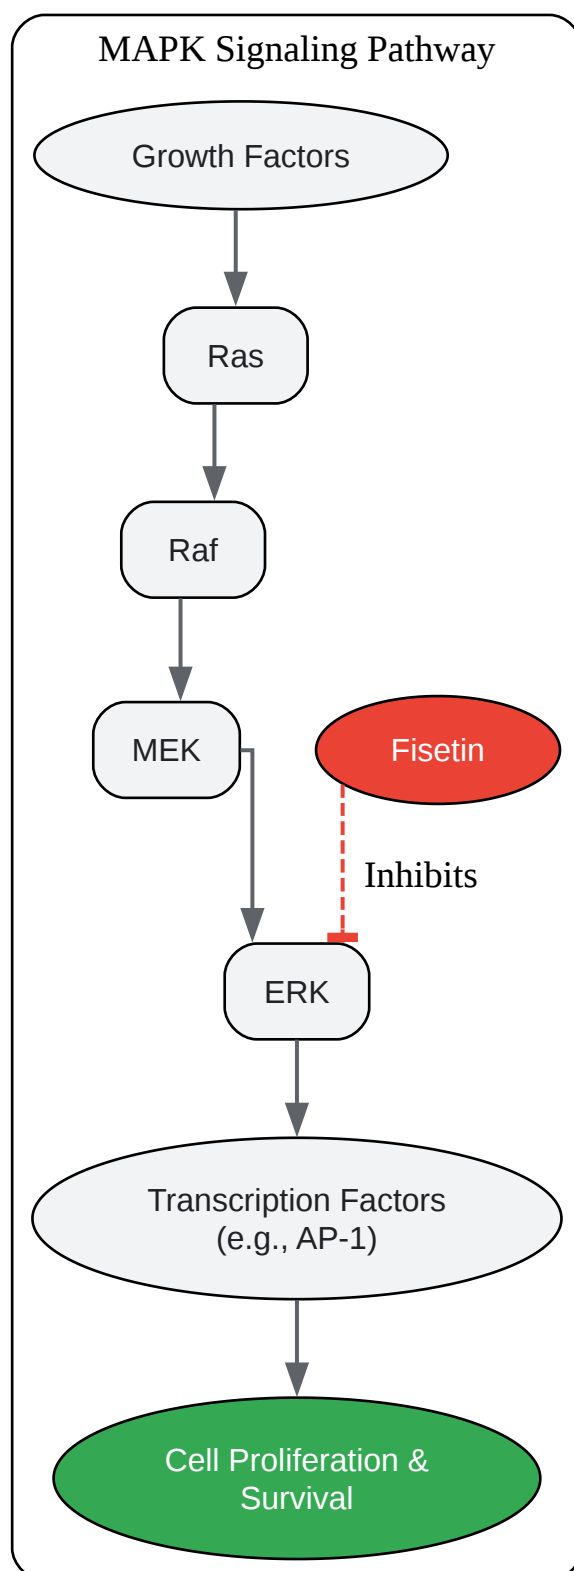 MAPK Signaling Pathway
Growth Factors
Ras
Raf
MEK
Fisetin
Inhibits
ERK
Transcription Factors
(e.g., AP-1)
Cell Proliferation &
Survival